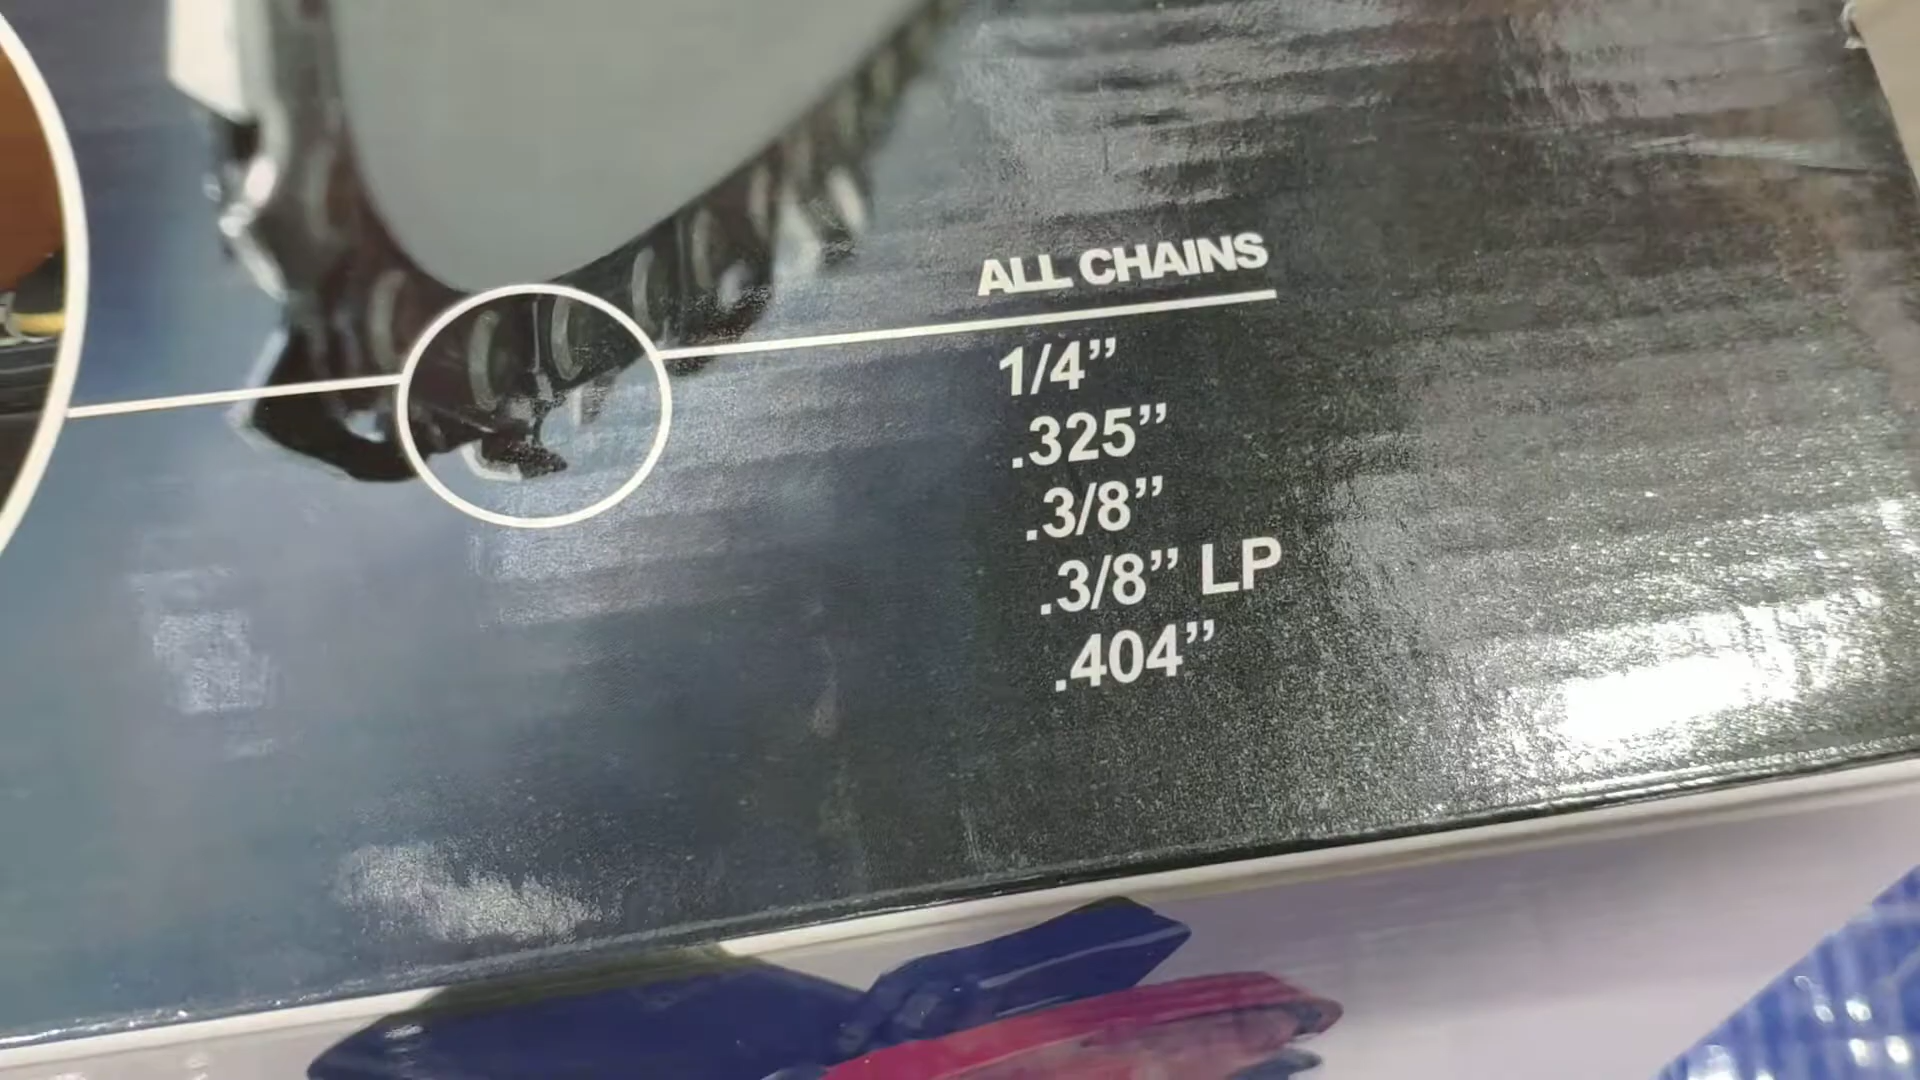 ALL CHAINS
1/4”
.325”
.3/8”
.3/8” LP
.404”